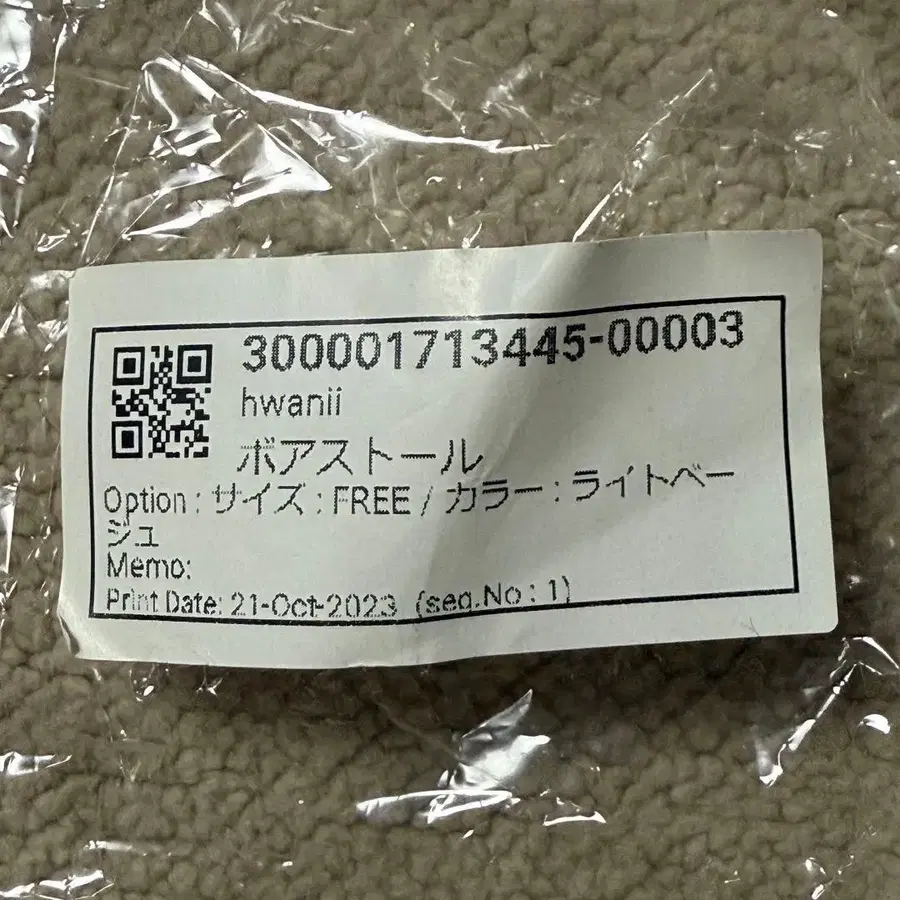 300001713445-00003
hwanii
ボアストール
Option : サイズ : FREE / カラー : ライトベー
ジュ
Memo:
Print Date: 21-Oct-2023 (seq.No : 1)